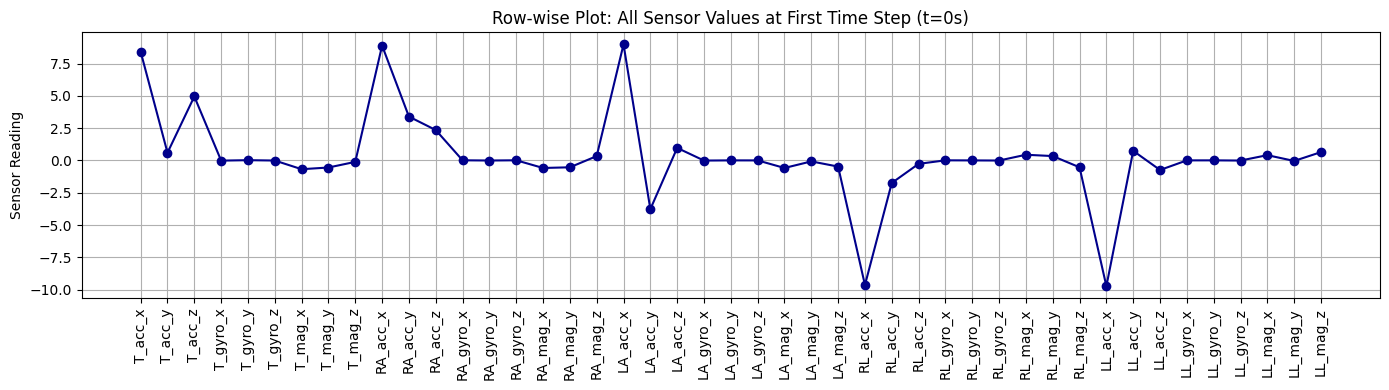 Row-wise Plot: All Sensor Values at First Time Step (t=0s)
Sensor Reading
7.5
5.0
2.5
0.0
−2.5
−5.0
−7.5
−10.0
T_acc_x
T_acc_y
T_acc_z
T_gyro_x
T_gyro_y
T_gyro_z
T_mag_x
T_mag_y
T_mag_z
RA_acc_x
RA_acc_y
RA_acc_z
RA_gyro_x
RA_gyro_y
RA_gyro_z
RA_mag_x
RA_mag_y
RA_mag_z
LA_acc_x
LA_acc_y
LA_acc_z
LA_gyro_x
LA_gyro_y
LA_gyro_z
LA_mag_x
LA_mag_y
LA_mag_z
RL_acc_x
RL_acc_y
RL_acc_z
RL_gyro_x
RL_gyro_y
RL_gyro_z
RL_mag_x
RL_mag_y
RL_mag_z
LL_acc_x
LL_acc_y
LL_acc_z
LL_gyro_x
LL_gyro_y
LL_gyro_z
LL_mag_x
LL_mag_y
LL_mag_z